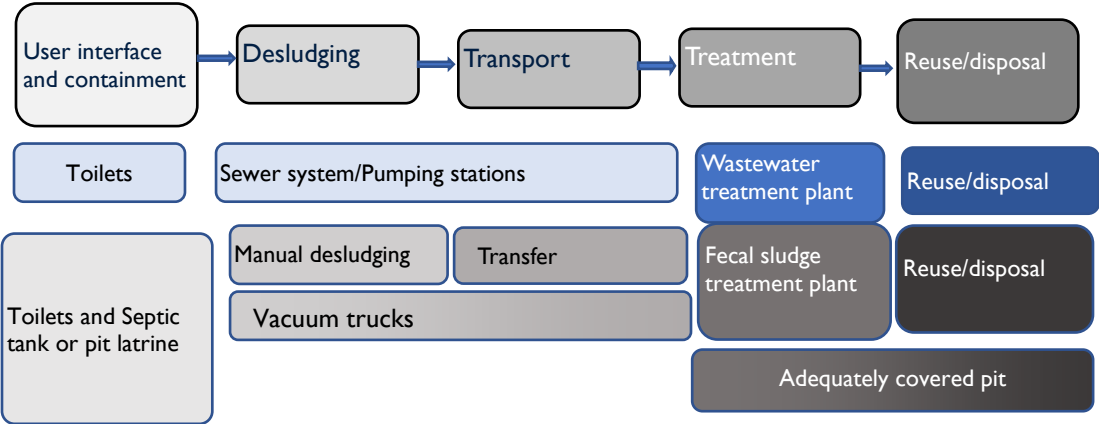 User interface
and containment
Desludging
Transport
Treatment
Reuse/disposal
Toilets
Sewer system/Pumping stations
Wastewater
treatment plant
Reuse/disposal
Toilets and Septic
tank or pit latrine
Manual desludging
Transfer
Fecal sludge
treatment plant
Reuse/disposal
Vacuum trucks
Adequately covered pit